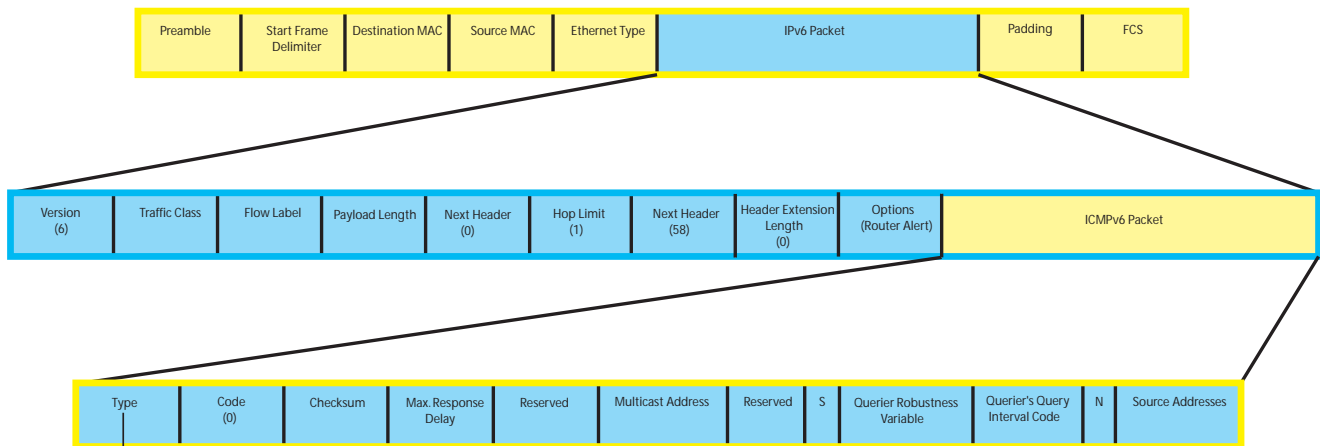 Preamble
Start Frame
Delimiter
Destination MAC
Source MAC
Ethernet Type
IPv6 Packet
Padding
FCS
Version
(6)
Traffic Class
Flow Label
Payload Length
Next Header
(0)
Hop Limit
(1)
Next Header
(58)
Header Extension
Length
(0)
Options
(Router Alert)
ICMPv6 Packet
Type
Code
(0)
Checksum
Max. Response
Delay
Reserved
Multicast Address
Reserved
S
Querier Robustness
Variable
Querier's Query
Interval Code
N
Source Addresses